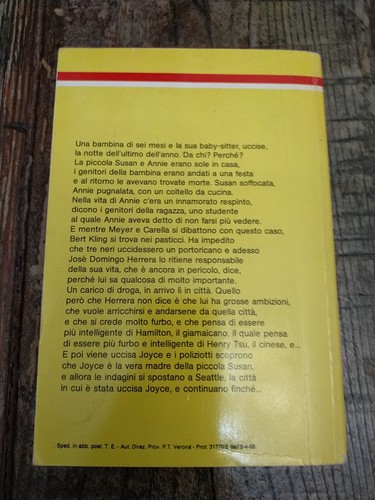 Una bambina di sei mesi e la sua baby-sitter, uccise,
la notte dell'ultimo dell'anno. Da chi? Perché?
La piccola Susan e Annie erano sole in casa,
i genitori della bambina erano andati a una festa
e al ritorno le avevano trovate morte. Susan soffocata,
Annie pugnalata, con un coltello da cucina.
Nella vita di Annie c'era un innamorato respinto,
dicono i genitori della ragazza, uno studente
al quale Annie aveva detto di non farsi più vedere.
E mentre Meyer e Carella si dibattono con questo caso,
Bert Kling si trova nei pasticci. Ha impedito
che tre neri uccidessero un portoricano e adesso
Josè Domingo Herrera lo ritiene responsabile
della sua vita, che è ancora in pericolo, dice,
perché lui sa qualcosa di molto importante.
Un carico di droga, in arrivo lì in città. Quello
però che Herrera non dice è che lui ha grosse ambizioni,
che vuole arricchirsi e andarsene da quella città,
e che si crede molto furbo, e che pensa di essere
più intelligente di Hamilton, il giamaicano, il quale pensa
di essere più furbo e intelligente di Henry Tsu, il cinese, e...
E poi viene uccisa Joyce e i poliziotti scoprono
che Joyce è la vera madre della piccola Susan,
e allora le indagini si spostano a Seattle, la città
in cui è stata uccisa Joyce, e continuano finché...
Sped. in abb. post. T. E. - Aut. Direz. Prov. P.T. Verona - Prot. 31770/2 dell'8-4-58.